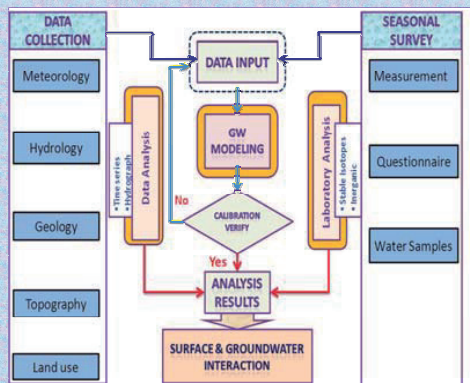 DATA
COLLECTION
Meteorology
Hydrology
Geology
Topography
Land use
• Time series
• Hydrograph
Data Analysis
DATA INPUT
GW
MODELING
No
CALIBRATION
VERIFY
Yes
ANALYSIS
RESULTS
SURFACE & GROUNDWATER
INTERACTION
Laboratory Analysis
• Stable Isotopes
• Inorganic
SEASONAL
SURVEY
Measurement
Questionnaire
Water Samples